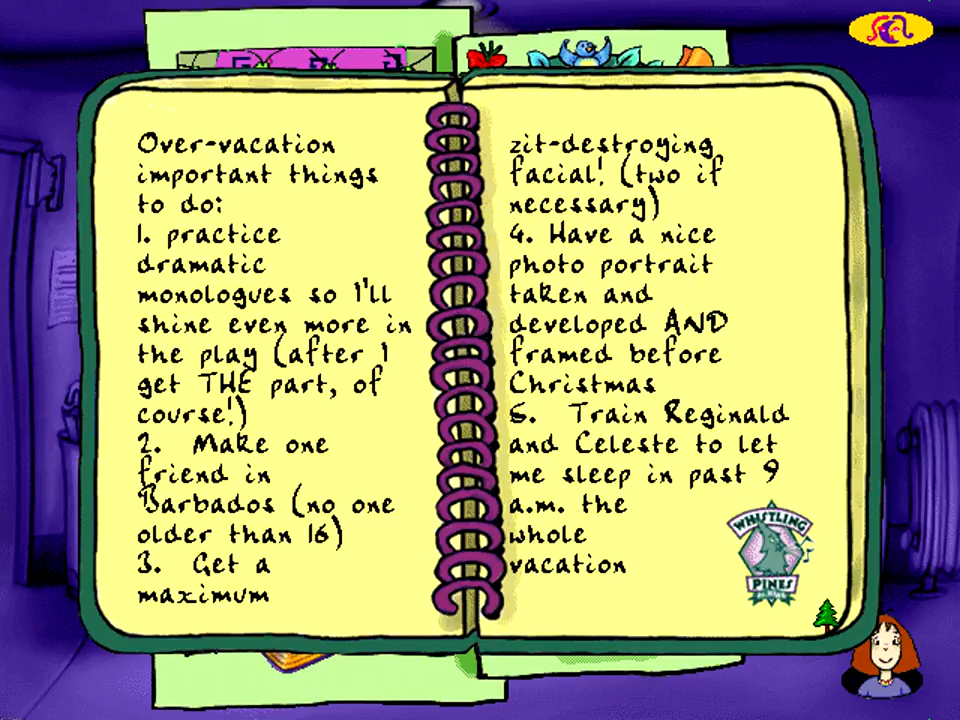 Over-vacation
important things
to do:
1. practice
dramatic
monologues so I'll
shine even more in
the play (after I
get THE part, of
course!)
2. Make one
friend in
Barbados (no one
older than 16)
3. Get a
maximum
zit-destroying
facial! (two if
necessary)
4. Have a nice
photo portrait
taken and
developed AND
framed before
Christmas
5. Train Reginald
and Celeste to let
me sleep in past 9
a.m. the
whole
vacation
WHISTLING
PINES